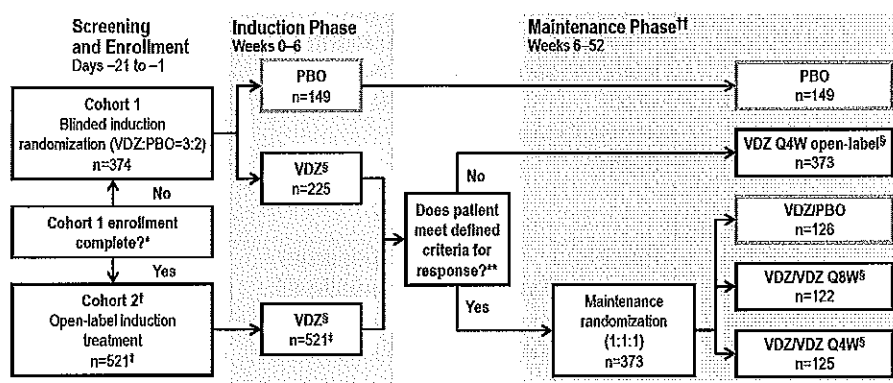 Screening
and Enrollment
Days –21 to –1
Induction Phase
Weeks 0–6
Maintenance Phase††
Weeks 6–52
Cohort 1
Blinded induction
randomization (VDZ:PBO=3:2)
n=374
No
Cohort 1 enrollment
complete?*
Yes
Cohort 2†
Open-label induction
treatment
n=521‡
PBO
n=149
VDZ§
n=225
VDZ§
n=521‡
Does patient
meet defined
criteria for
response?**
No
Yes
Maintenance
randomization
(1:1:1)
n=373
PBO
n=149
VDZ Q4W open-label§
n=373
VDZ/PBO
n=126
VDZ/VDZ Q8W§
n=122
VDZ/VDZ Q4W§
n=125